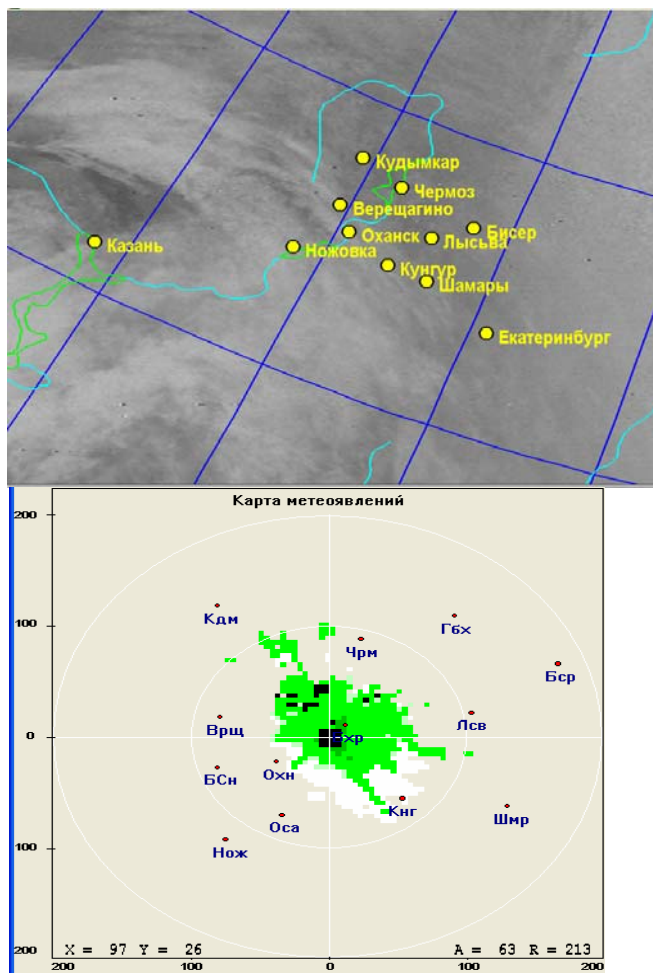 Кудымкар
Чермоз
Верещагино
Бисер
Оханск
Лысьва
Казань
Ножовка
Кунгур
Шамары
Екатеринбург
Карта метеоявлений
200
Кдм
Гбх
100
Чрм
Бср
Врщ
Лсв
0
БСн
Охн
Кнг
Шмр
Оса
Нож
100
200
X = 97 Y = 26
A = 63 R = 213
200
100
0
100
200